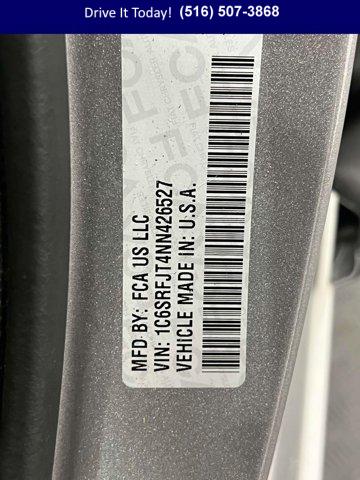 Drive It Today! (516) 507-3868
MFD BY: FCA US LLC
VIN: 1C6SRFJT4NN426527
VEHICLE MADE IN: U.S.A.